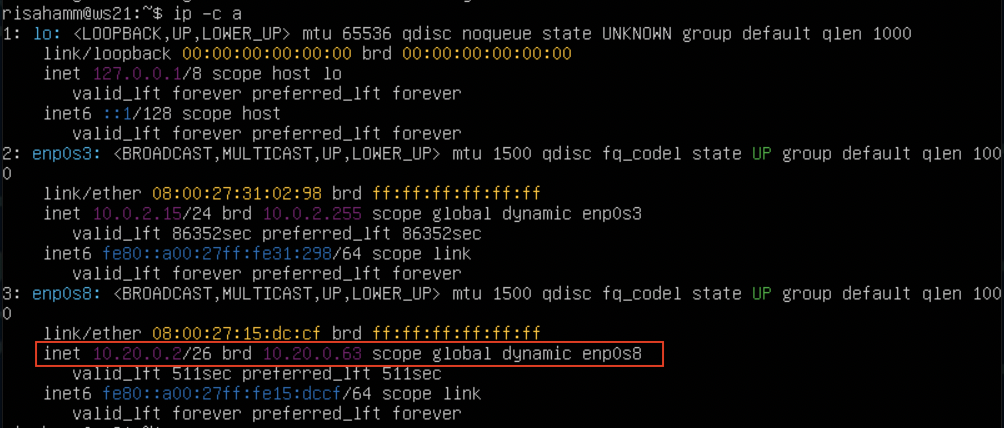 risahamm@ws21:~$ ip -c a
1: lo: <LOOPBACK,UP,LOWER_UP> mtu 65536 qdisc noqueue state UNKNOWN group default qlen 1000
link/loopback 00:00:00:00:00:00 brd 00:00:00:00:00:00
inet 127.0.0.1/8 scope host lo
valid_lft forever preferred_lft forever
inet6 ::1/128 scope host
valid_lft forever preferred_lft forever
2: enp0s3: <BROADCAST,MULTICAST,UP,LOWER_UP> mtu 1500 qdisc fq_codel state UP group default qlen 100
0
link/ether 08:00:27:31:02:98 brd ff:ff:ff:ff:ff:ff
inet 10.0.2.15/24 brd 10.0.2.255 scope global dynamic enp0s3
valid_lft 86352sec preferred_lft 86352sec
inet6 fe80::a00:27ff:fe31:298/64 scope link
valid_lft forever preferred_lft forever
3: enp0s8: <BROADCAST,MULTICAST,UP,LOWER_UP> mtu 1500 qdisc fq_codel state UP group default qlen 100
0
link/ether 08:00:27:15:dc:cf brd ff:ff:ff:ff:ff:ff
inet 10.20.0.2/26 brd 10.20.0.63 scope global dynamic enp0s8
valid_lft 511sec preferred_lft 511sec
inet6 fe80::a00:27ff:fe15:dccf/64 scope link
valid_lft forever preferred_lft forever